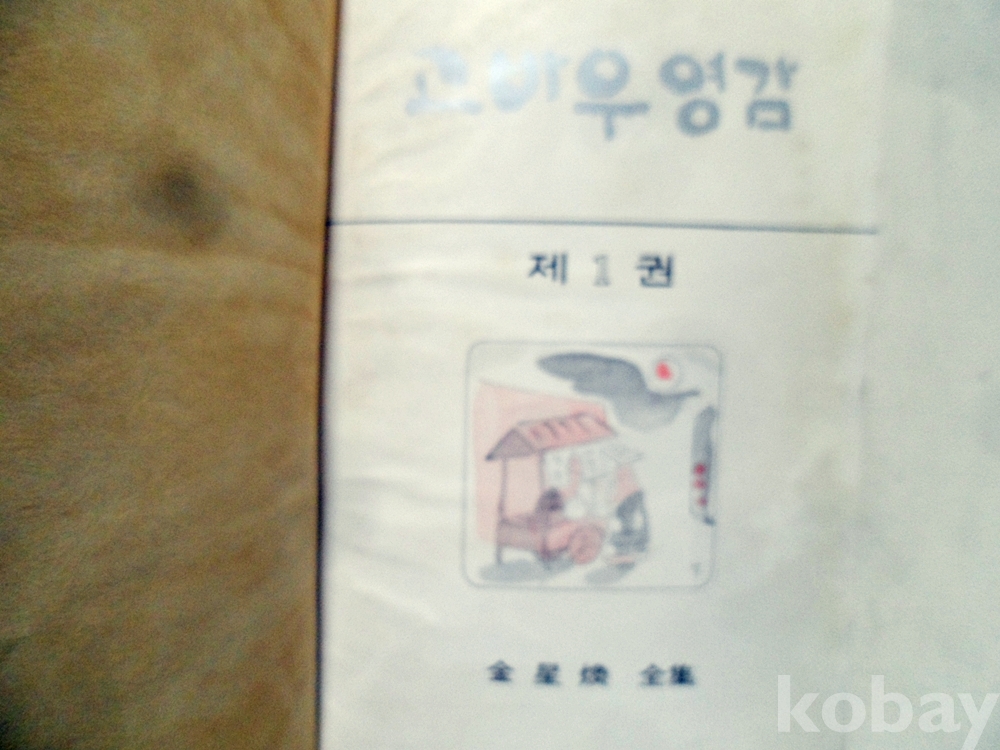 고바우영감
제 1 권
金星煥 全集
kobay